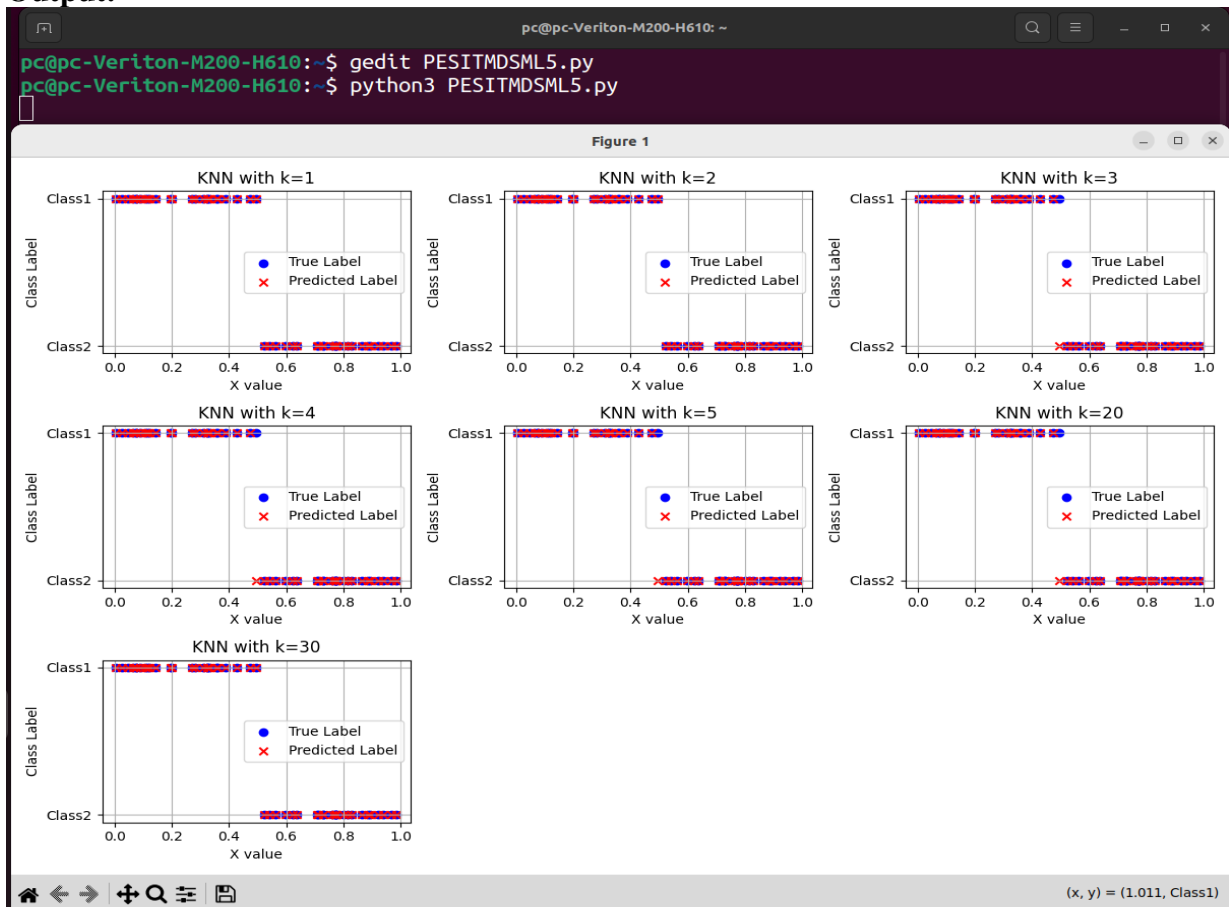 Output:
pc@pc-Veriton-M200-H610: ~
pc@pc-Veriton-M200-H610:~$ gedit PESITMDSML5.py
pc@pc-Veriton-M200-H610:~$ python3 PESITMDSML5.py
Figure 1
KNN with k=1
Class1
Class Label
True Label
Predicted Label
Class2
0.0 0.2 0.4 0.6 0.8 1.0
X value
KNN with k=2
Class1
Class Label
True Label
Predicted Label
Class2
0.0 0.2 0.4 0.6 0.8 1.0
X value
KNN with k=3
Class1
Class Label
True Label
Predicted Label
Class2
0.0 0.2 0.4 0.6 0.8 1.0
X value
KNN with k=4
Class1
Class Label
True Label
Predicted Label
Class2
0.0 0.2 0.4 0.6 0.8 1.0
X value
KNN with k=5
Class1
Class Label
True Label
Predicted Label
Class2
0.0 0.2 0.4 0.6 0.8 1.0
X value
KNN with k=20
Class1
Class Label
True Label
Predicted Label
Class2
0.0 0.2 0.4 0.6 0.8 1.0
X value
KNN with k=30
Class1
Class Label
True Label
Predicted Label
Class2
0.0 0.2 0.4 0.6 0.8 1.0
X value
(x, y) = (1.011, Class1)